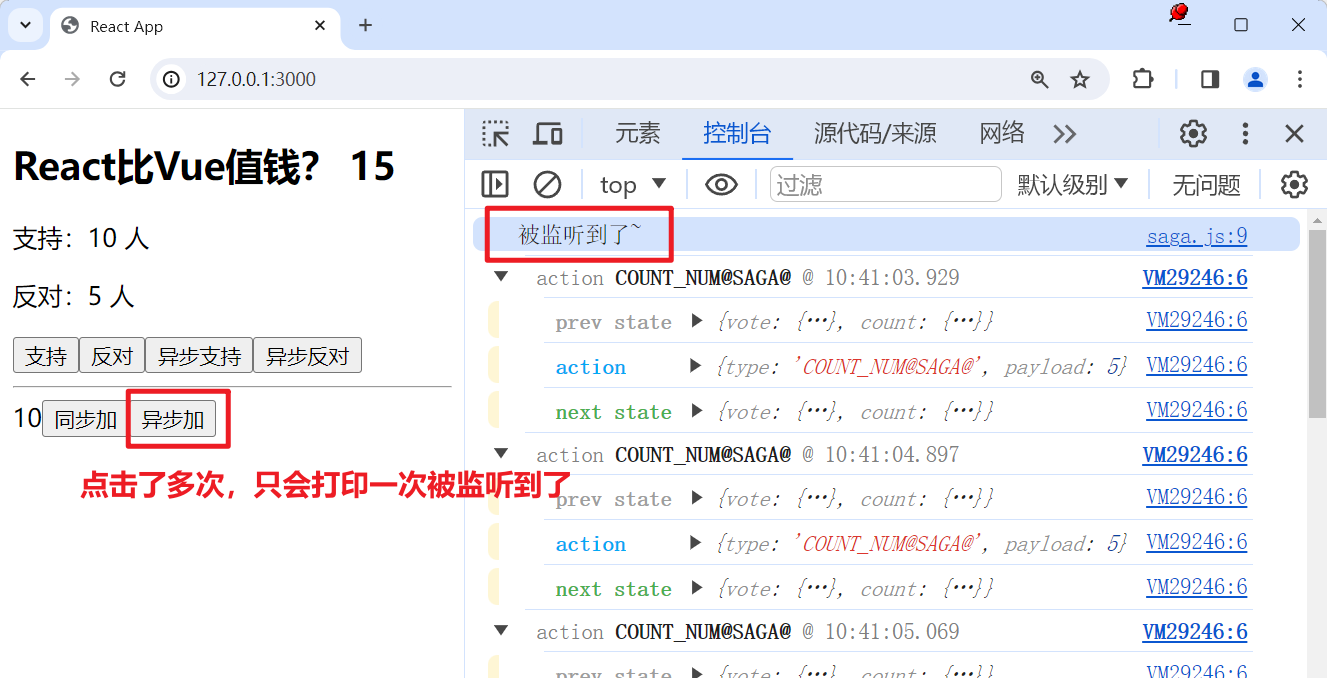 React App
127.0.0.1:3000
React比Vue值钱？ 15
支持：10 人
反对：5 人
支持 反对 异步支持 异步反对
10 同步加 异步加
点击了多次，只会打印一次被监听到了
元素 控制台 源代码/来源 网络
top 过滤 默认级别 无问题
被监听到了~ saga.js:9
action COUNT_NUM@SAGA@ @ 10:41:03.929 VM29246:6
prev state {vote: {…}, count: {…}} VM29246:6
action {type: 'COUNT_NUM@SAGA@', payload: 5} VM29246:6
next state {vote: {…}, count: {…}} VM29246:6
action COUNT_NUM@SAGA@ @ 10:41:04.897 VM29246:6
prev state {vote: {…}, count: {…}} VM29246:6
action {type: 'COUNT_NUM@SAGA@', payload: 5} VM29246:6
next state {vote: {…}, count: {…}} VM29246:6
action COUNT_NUM@SAGA@ @ 10:41:05.069 VM29246:6
prev state {vote: {…}, count: {…}} VM29246:6